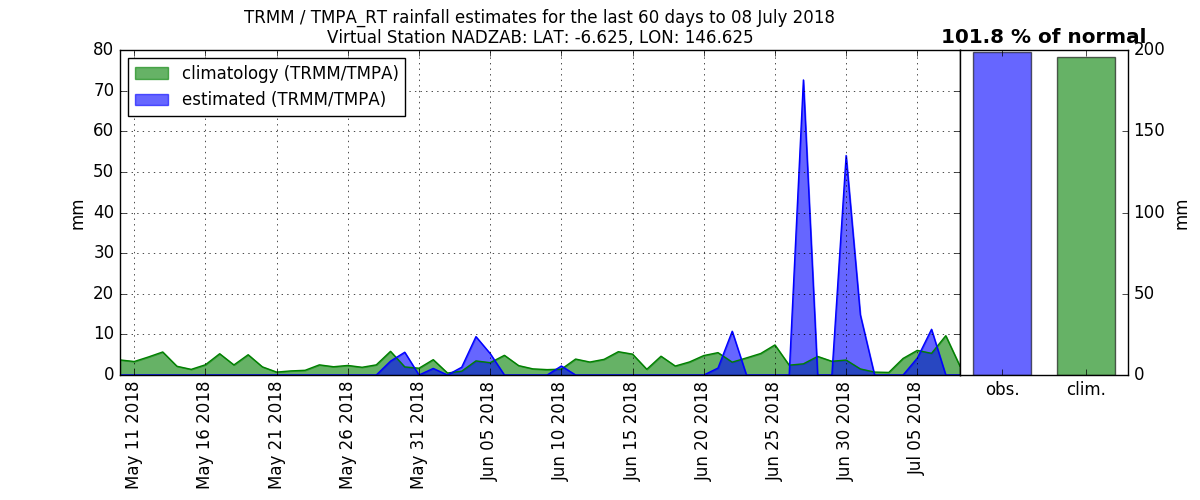 TRMM / TMPA_RT rainfall estimates for the last 60 days to 08 July 2018
Virtual Station NADZAB: LAT: -6.625, LON: 146.625
101.8 % of normal
climatology (TRMM/TMPA)
estimated (TRMM/TMPA)
80
70
60
50
40
30
20
10
0
mm
May 11 2018
May 16 2018
May 21 2018
May 26 2018
May 31 2018
Jun 05 2018
Jun 10 2018
Jun 15 2018
Jun 20 2018
Jun 25 2018
Jun 30 2018
Jul 05 2018
obs.
clim.
200
150
100
50
0
mm